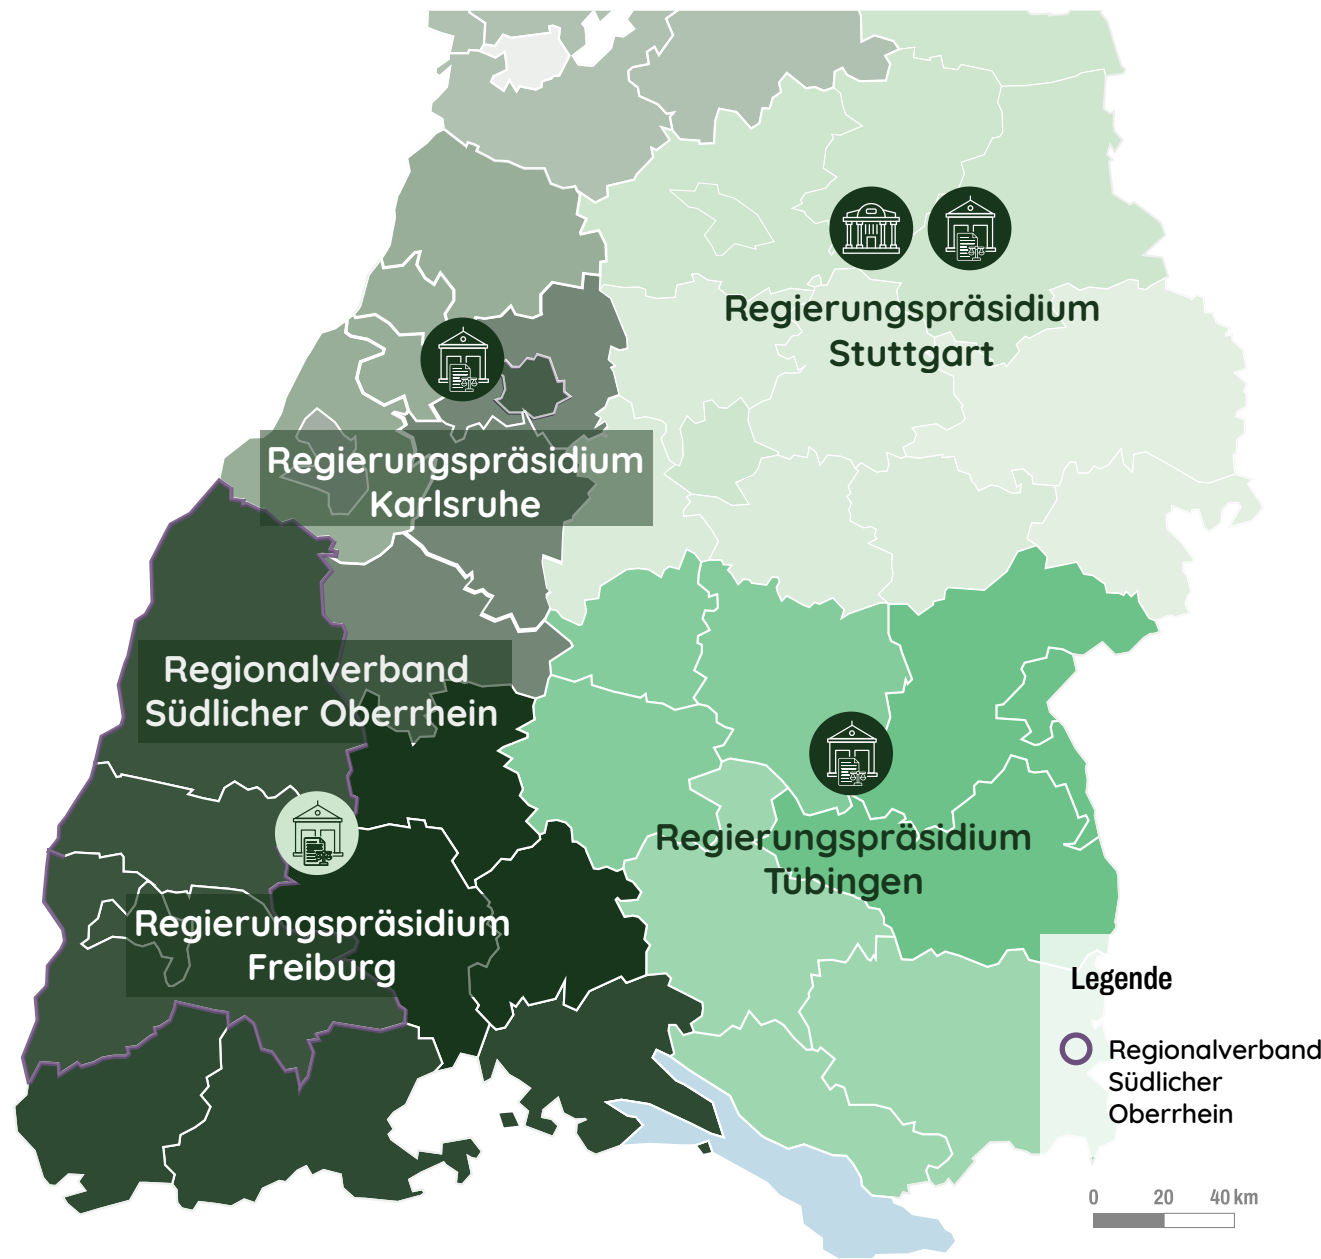 Regierungspräsidium
Stuttgart
Regierungspräsidium
Karlsruhe
Regionalverband
Südlicher Oberrhein
Regierungspräsidium
Tübingen
Regierungspräsidium
Freiburg
Legende
Regionalverband
Südlicher
Oberrhein
0 20 40 km